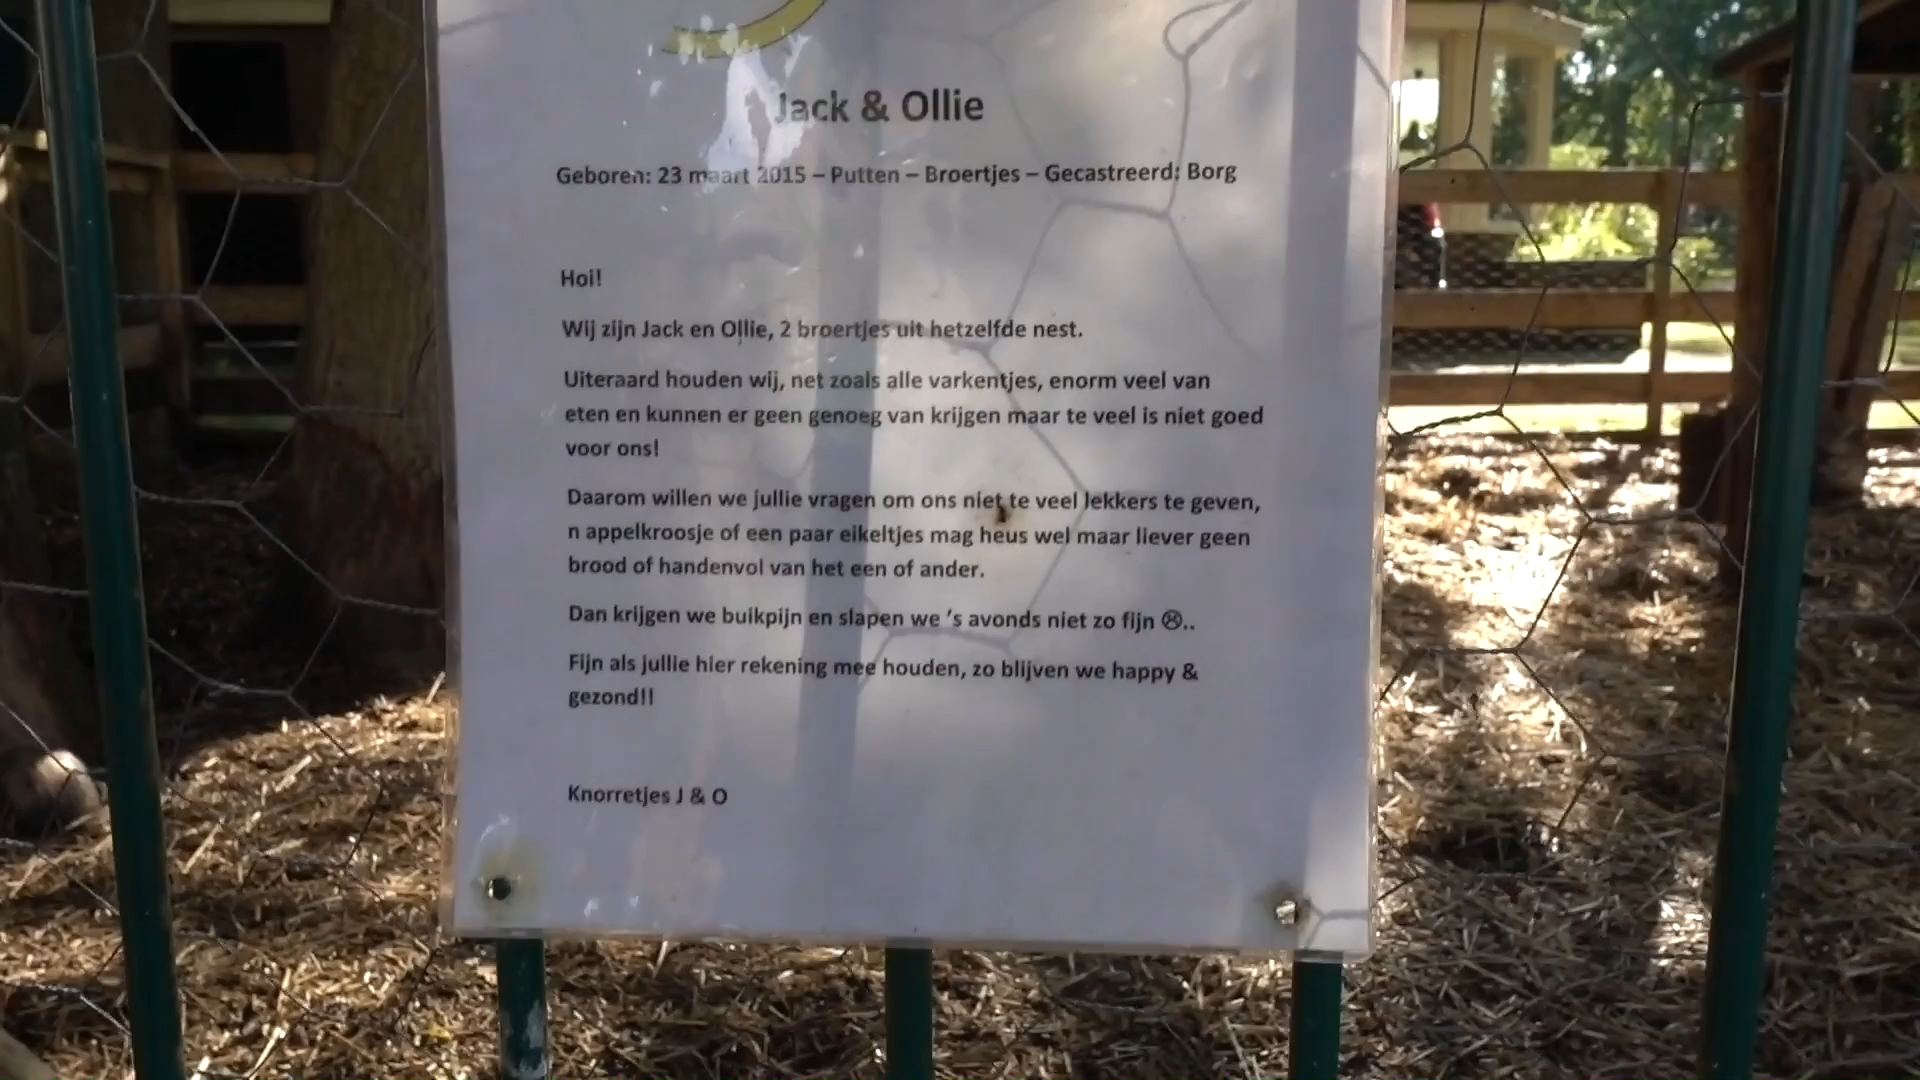 Jack & Ollie
Geboren: 23 maart 2015 – Putten – Broertjes – Gecastreerd: Borg
Hoi!
Wij zijn Jack en Ollie, 2 broertjes uit hetzelfde nest.
Uiteraard houden wij, net zoals alle varkentjes, enorm veel van
eten en kunnen er geen genoeg van krijgen maar te veel is niet goed
voor ons!
Daarom willen we jullie vragen om ons niet te veel lekkers te geven,
n appelkroosje of een paar eikeltjes mag heus wel maar liever geen
brood of handenvol van het een of ander.
Dan krijgen we buikpijn en slapen we 's avonds niet zo fijn ☹..
Fijn als jullie hier rekening mee houden, zo blijven we happy &
gezond!!
Knorretjes J & O